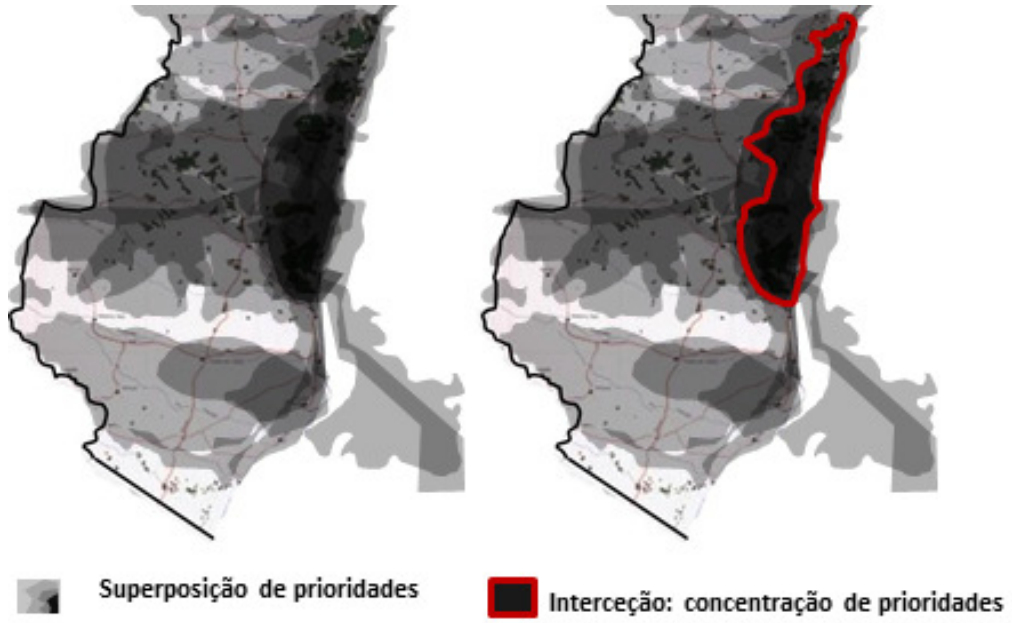 Superposição de prioridades
Interceção: concentração de prioridades